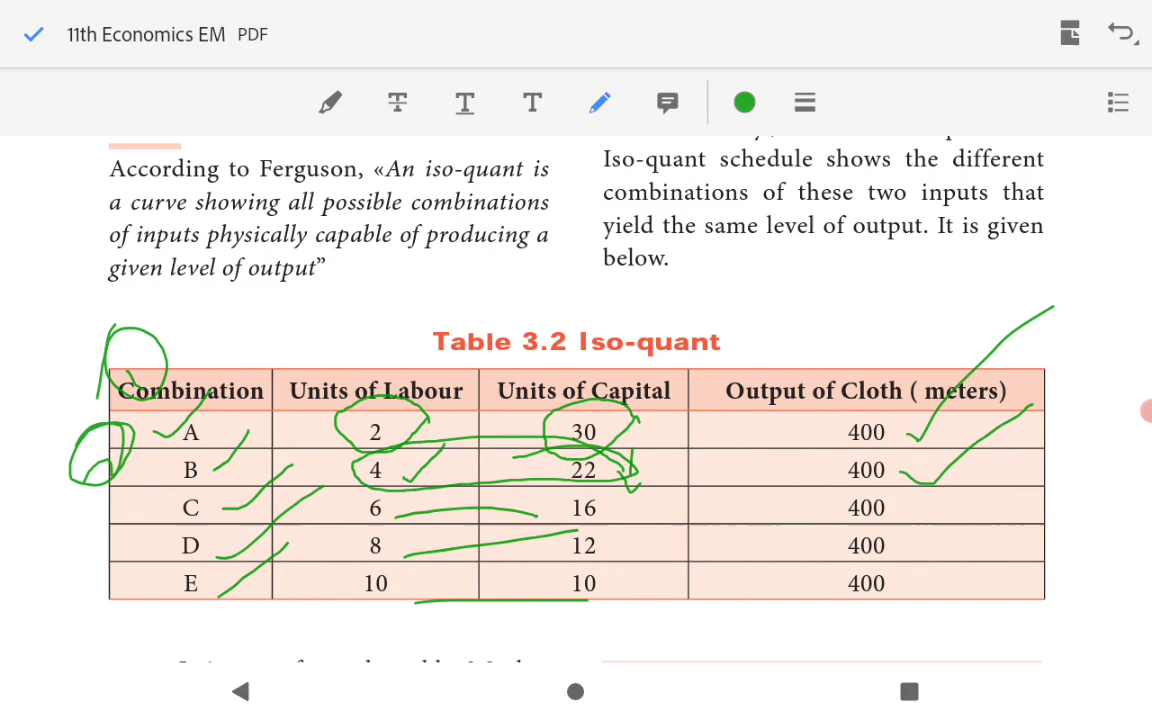 11th Economics EM PDF
According to Ferguson, «An iso-quant is
a curve showing all possible combinations
of inputs physically capable of producing a
given level of output”
Iso-quant schedule shows the different
combinations of these two inputs that
yield the same level of output. It is given
below.
Table 3.2 Iso-quant
Combination Units of Labour Units of Capital Output of Cloth ( meters)
A 2 30 400
B 4 22 400
C 6 16 400
D 8 12 400
E 10 10 400